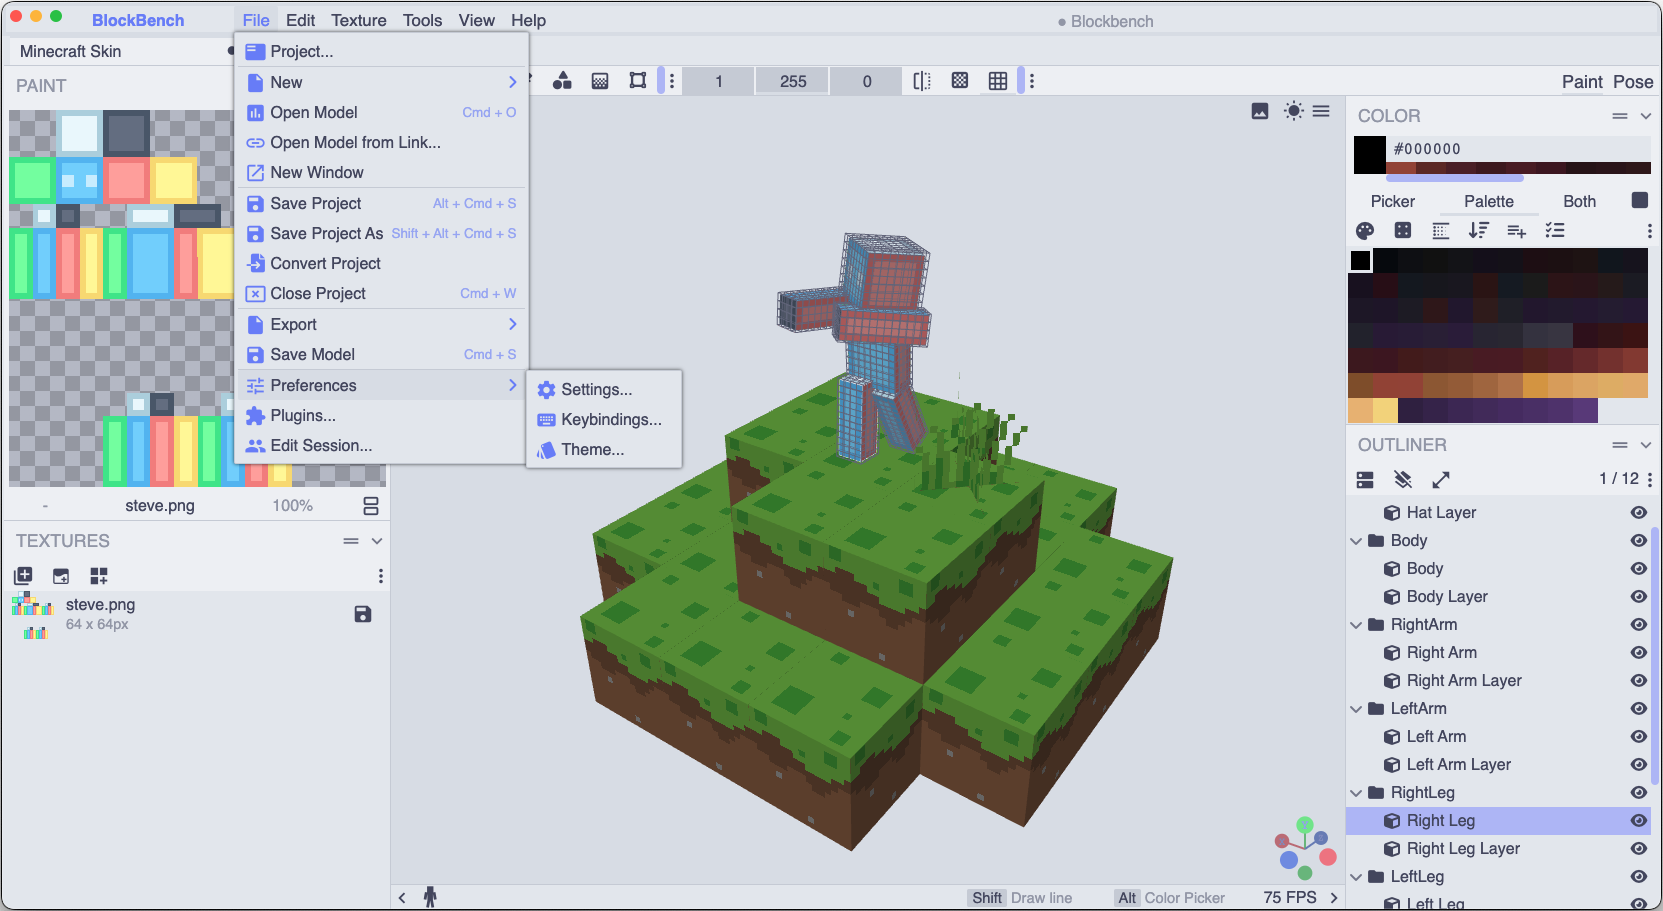 BlockBench File Edit Texture Tools View Help ● Blockbench
Minecraft Skin
PAINT
Project...
New
Open Model Cmd + O
Open Model from Link...
New Window
Save Project Alt + Cmd + S
Save Project As Shift + Alt + Cmd + S
Convert Project
Close Project Cmd + W
Export
Save Model Cmd + S
Preferences
Plugins...
Edit Session...
Settings...
Keybindings...
Theme...
1 255 0
Paint Pose
- steve.png 100%
TEXTURES
steve.png
64 x 64px
COLOR
#000000
Picker Palette Both
OUTLINER
1 / 12
Hat Layer
Body
Body
Body Layer
RightArm
Right Arm
Right Arm Layer
LeftArm
Left Arm
Left Arm Layer
RightLeg
Right Leg
Right Leg Layer
LeftLeg
Left Leg
Shift Draw line Alt Color Picker 75 FPS